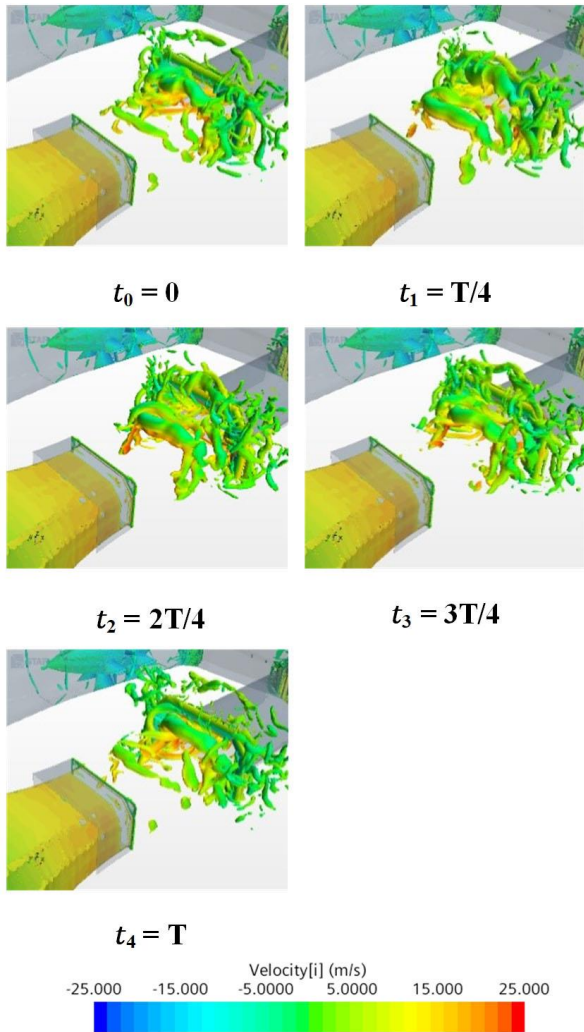 t₀ = 0
t₁ = T/4
t₂ = 2T/4
t₃ = 3T/4
t₄ = T
Velocity[i] (m/s)
-25.000 -15.000 -5.0000 5.0000 15.000 25.000